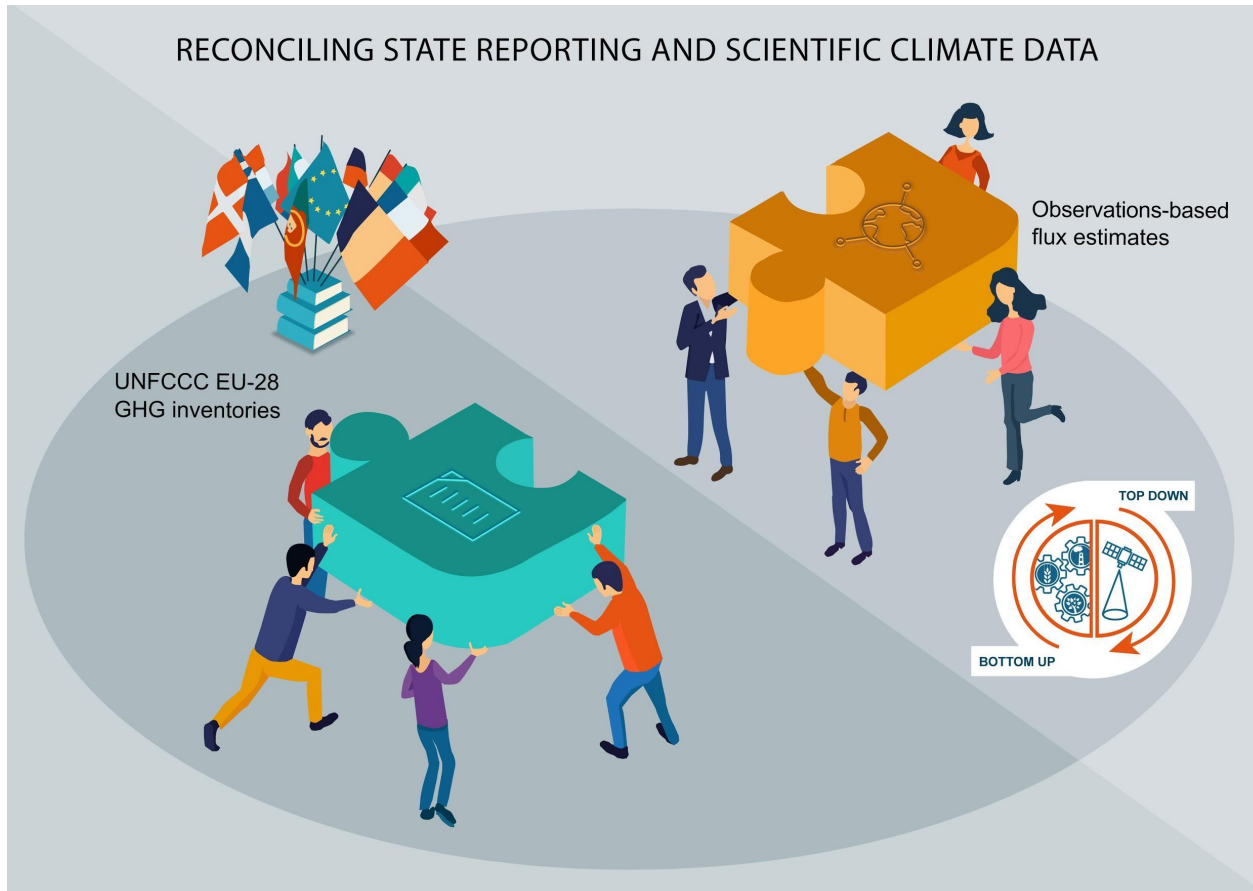 RECONCILING STATE REPORTING AND SCIENTIFIC CLIMATE DATA
Observations-based
flux estimates
UNFCCC EU-28
GHG inventories
TOP DOWN
BOTTOM UP